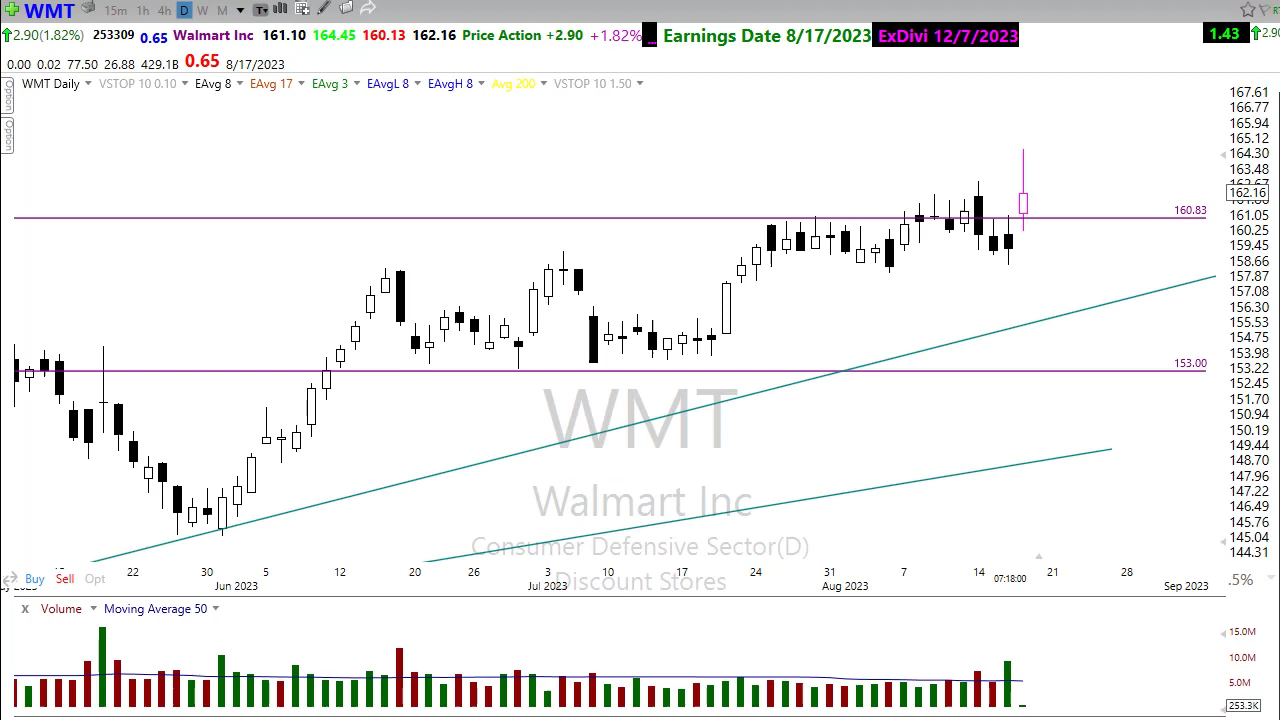 WMT 15m 1h 4h D W M T
2.90(1.82%) 253309 0.65 Walmart Inc 161.10 164.45 160.13 162.16 Price Action +2.90 +1.82% ... Earnings Date 8/17/2023 ExDivi 12/7/2023 1.43 2.90
0.00 0.02 77.50 26.88 429.1B 0.65 8/17/2023
WMT Daily VSTOP 10 0.10 EAvg 8 EAvg 17 EAvg 3 EAvgL 8 EAvgH 8 Avg 200 VSTOP 10 1.50
Option
Option
167.61
166.77
165.94
165.12
164.30
163.48
162.16
161.05
160.25
159.45
158.66
157.87
157.08
156.30
155.53
154.75
153.98
153.22
152.45
151.70
150.94
150.19
149.44
148.70
147.96
147.22
146.49
145.76
145.04
144.31
160.83
153.00
WMT
Walmart Inc
Consumer Defensive Sector(D)
Discount Stores
22 30 5 12 20 26 3 10 17 24 31 7 14 07:18:00 21 28
Jun 2023 Jul 2023 Aug 2023 Sep 2023
Buy Sell Opt .5%
x Volume Moving Average 50
15.0M
10.0M
5.0M
253.3K